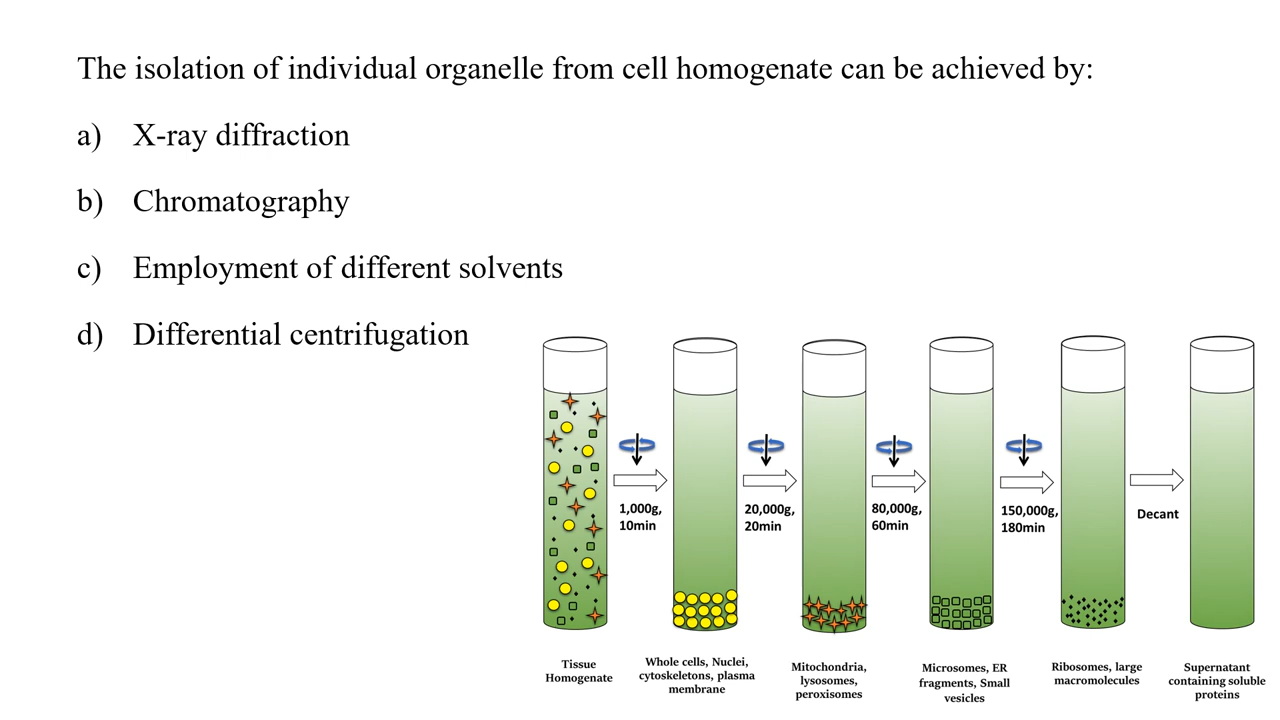 The isolation of individual organelle from cell homogenate can be achieved by:
a) X-ray diffraction
b) Chromatography
c) Employment of different solvents
d) Differential centrifugation
1,000g,
10min
20,000g,
20min
80,000g,
60min
150,000g,
180min
Decant
Tissue
Homogenate
Whole cells, Nuclei,
cytoskeletons, plasma
membrane
Mitochondria,
lysosomes,
peroxisomes
Microsomes, ER
fragments, Small
vesicles
Ribosomes, large
macromolecules
Supernatant
containing soluble
proteins